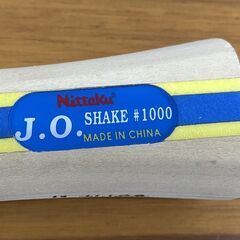 Nittaku
J.O. SHAKE #1000
MADE IN CHINA